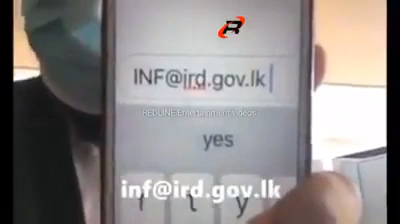 R
INF@ird.gov.lk
REDLINE Entertainment videos
yes
r t y
inf@ird.gov.lk